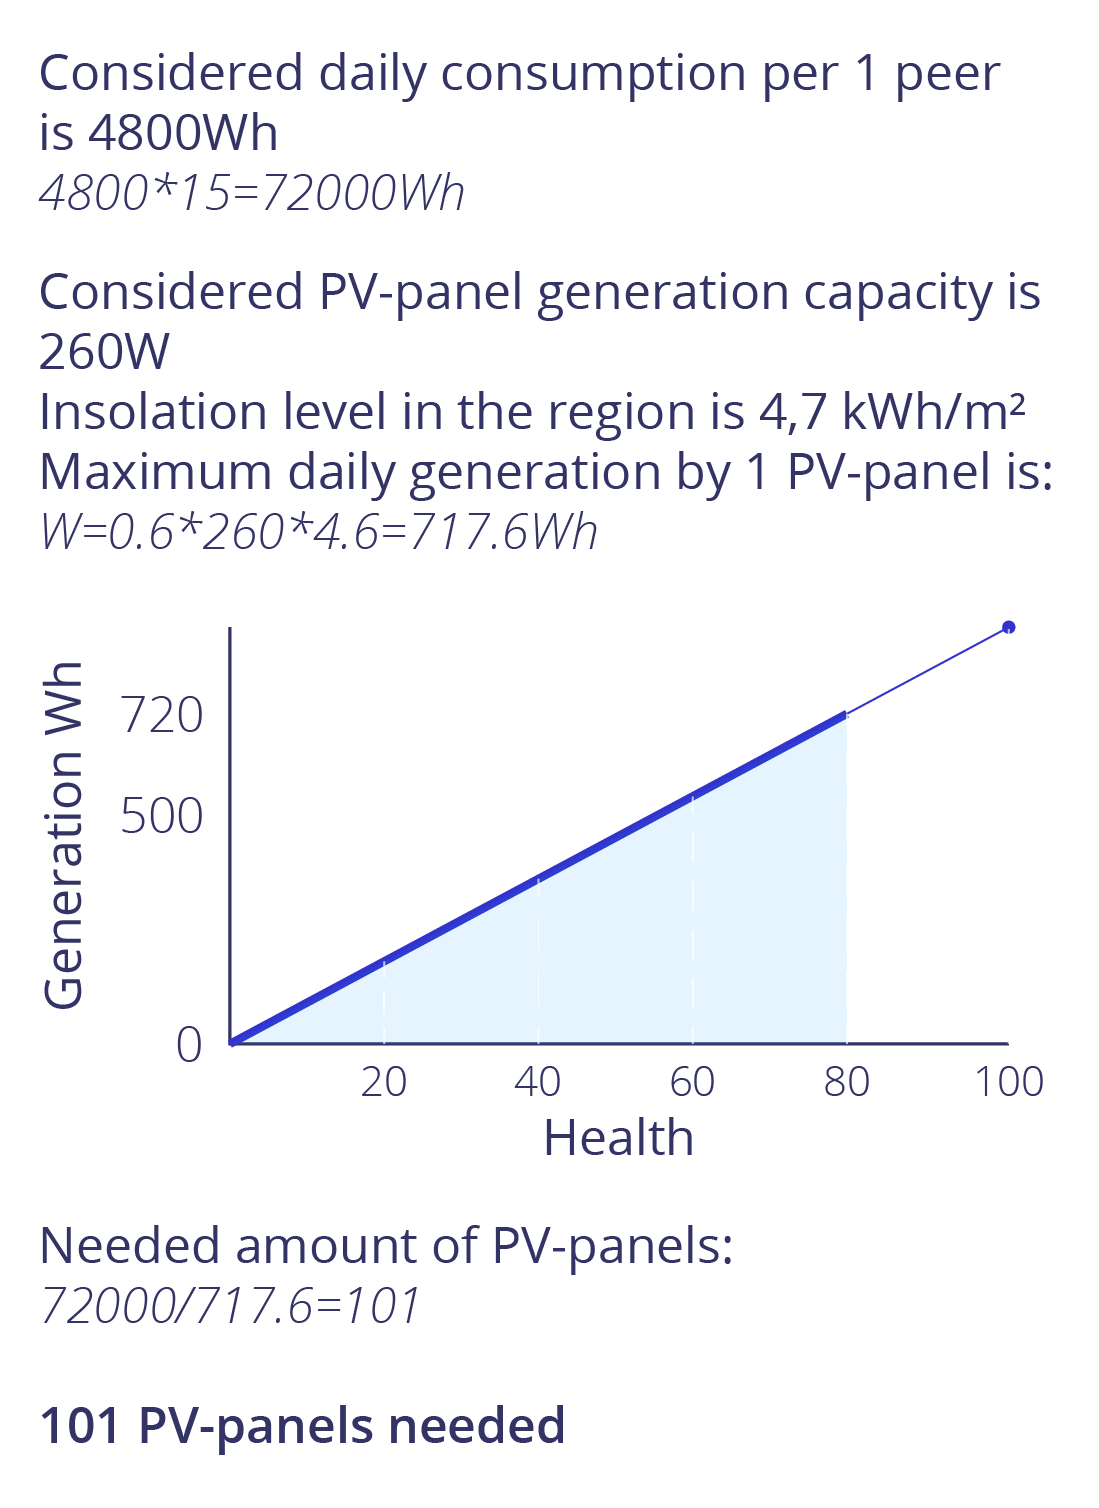 Considered daily consumption per 1 peer
is 4800Wh
4800*15=72000Wh
Considered PV-panel generation capacity is
260W
Insolation level in the region is 4,7 kWh/m²
Maximum daily generation by 1 PV-panel is:
W=0.6*260*4.6=717.6Wh
Generation Wh
720
500
0
20 40 60 80 100
Health
Needed amount of PV-panels:
72000/717.6=101
101 PV-panels needed